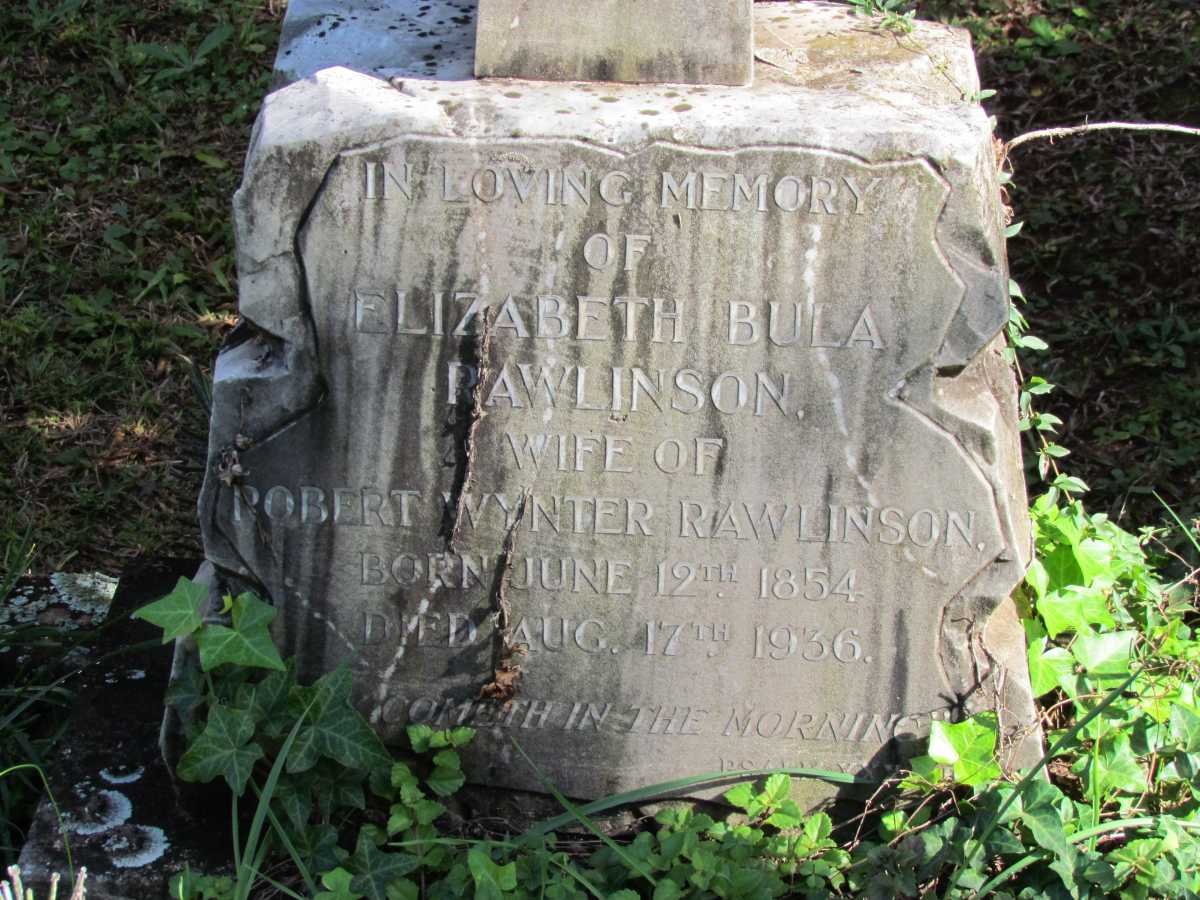 IN LOVING MEMORY
OF
ELIZABETH BULA
RAWLINSON.
WIFE OF
ROBERT WYNTER RAWLINSON,
BORN JUNE 12TH. 1854
DIED AUG. 17TH. 1936.
COMETH IN THE MORNING
PSALM